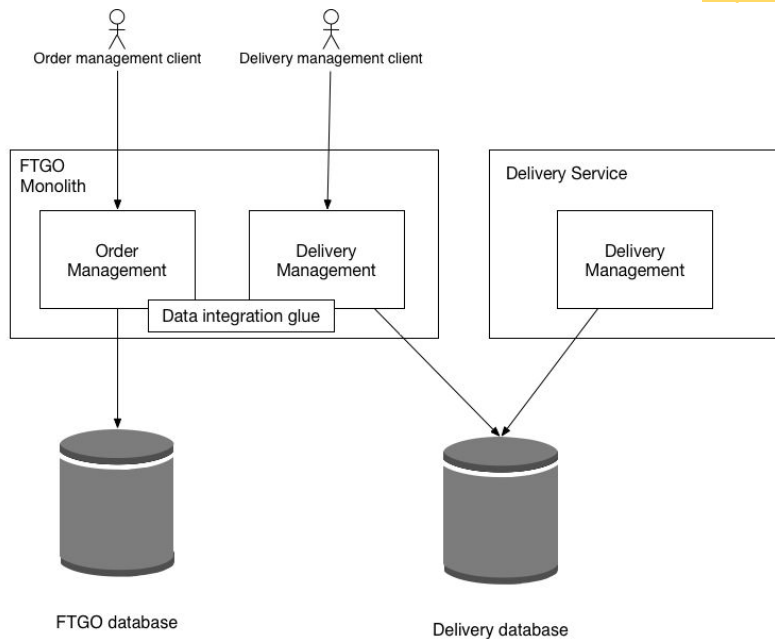 Order management client
Delivery management client
FTGO
Monolith
Delivery Service
Order
Management
Delivery
Management
Delivery
Management
Data integration glue
FTGO database
Delivery database